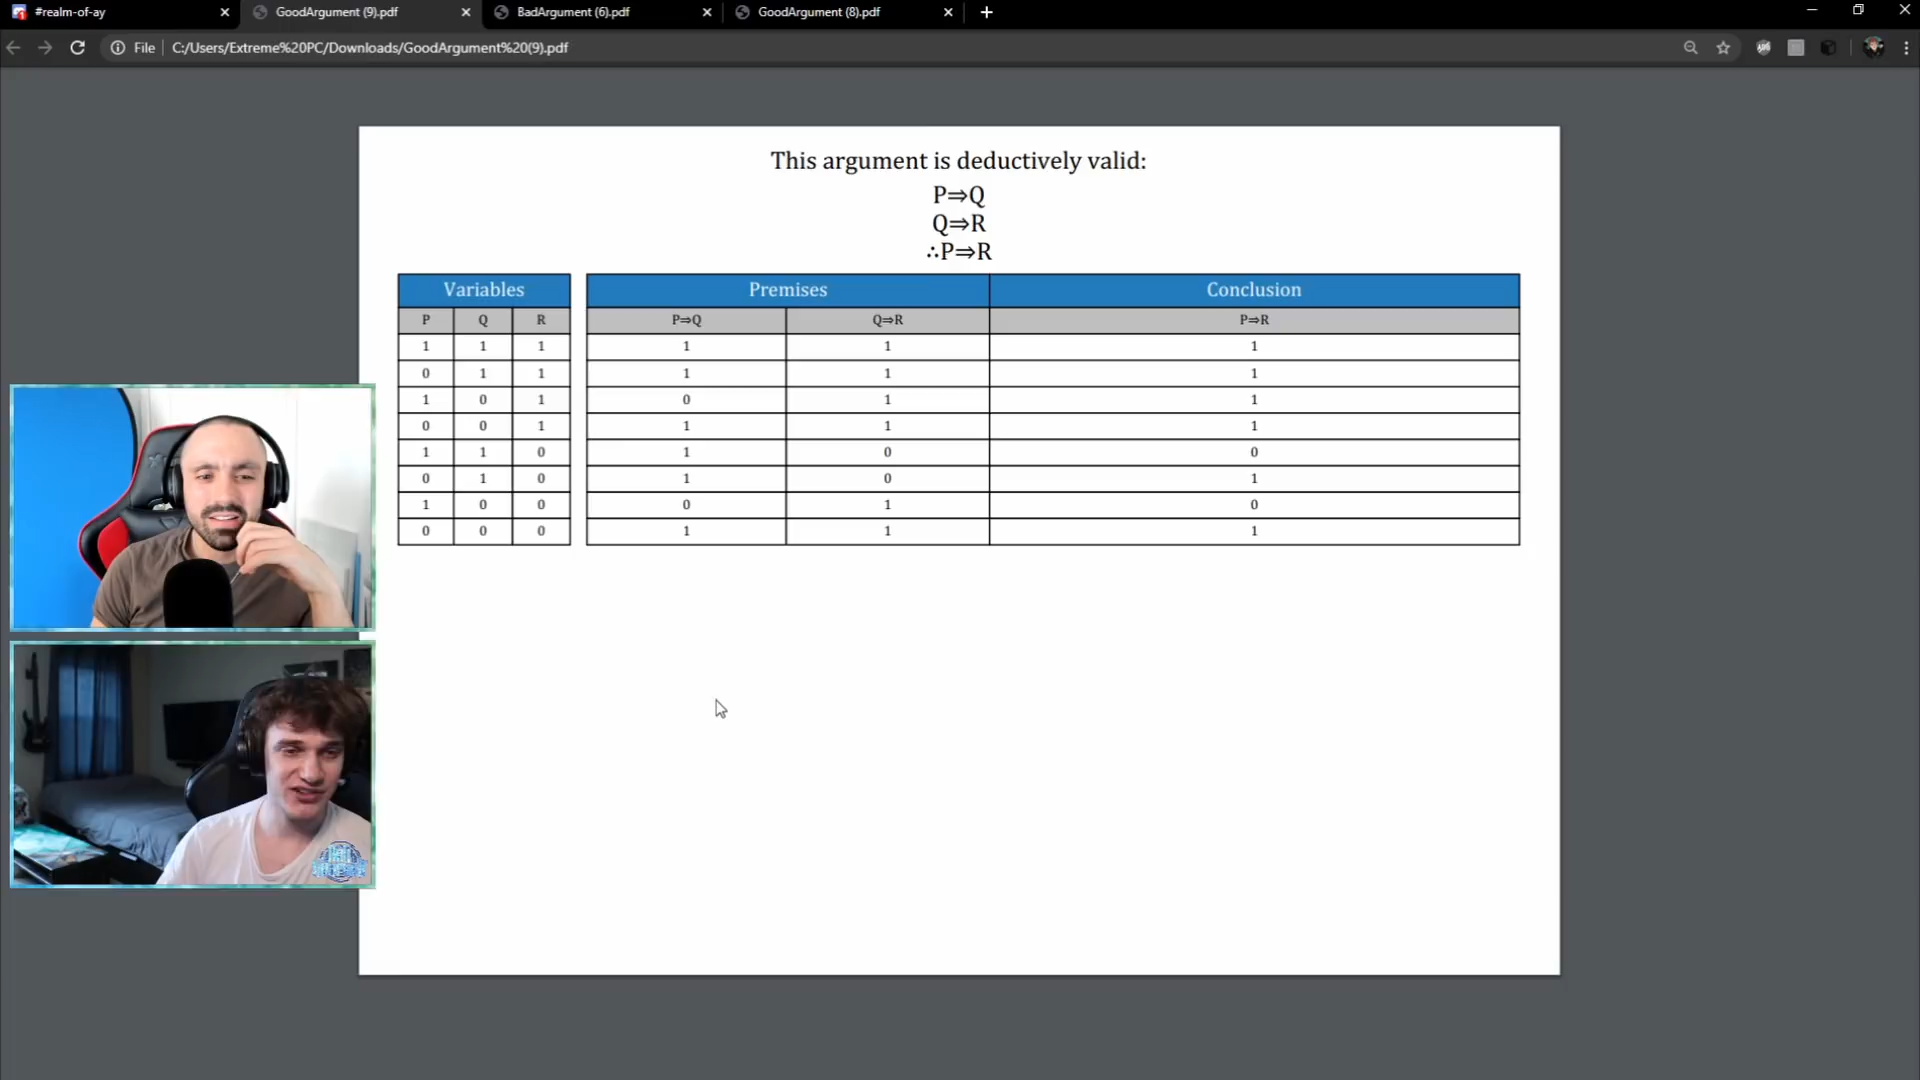 #realm-of-ay
GoodArgument (9).pdf
BadArgument (6).pdf
GoodArgument (8).pdf
File
C:/Users/Extreme%20PC/Downloads/GoodArgument%20(9).pdf
This argument is deductively valid:
P⇒Q
Q⇒R
∴P⇒R
Variables Premises Conclusion
P Q R P⇒Q Q⇒R P⇒R
1 1 1 1 1 1
0 1 1 1 1 1
1 0 1 0 1 1
0 0 1 1 1 1
1 1 0 1 0 0
0 1 0 1 0 1
1 0 0 0 1 0
0 0 0 1 1 1